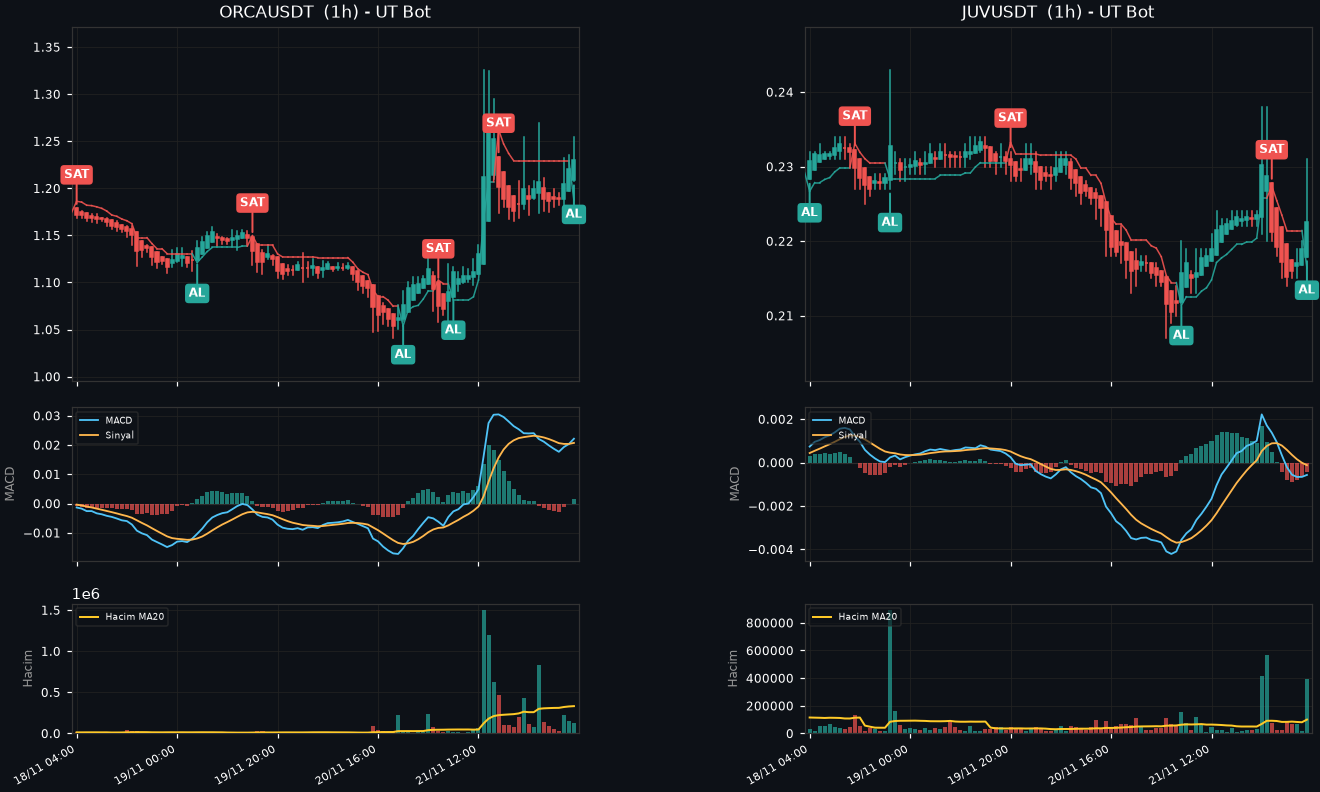 ORCAUSDT  (1h) - UT Bot
1.35
1.30
1.25
1.20
1.15
1.10
1.05
1.00
SAT
AL
SAT
AL
SAT
AL
SAT
AL
MACD
0.03
0.02
0.01
0.00
−0.01
MACD
Sinyal
1e6
Hacim
1.5
1.0
0.5
0.0
Hacim MA20
18/11 04:00
19/11 00:00
19/11 20:00
20/11 16:00
21/11 12:00
JUVUSDT  (1h) - UT Bot
0.24
0.23
0.22
0.21
AL
SAT
AL
SAT
AL
SAT
AL
MACD
0.002
0.000
−0.002
−0.004
MACD
Sinyal
Hacim
800000
600000
400000
200000
0
Hacim MA20
18/11 04:00
19/11 00:00
19/11 20:00
20/11 16:00
21/11 12:00